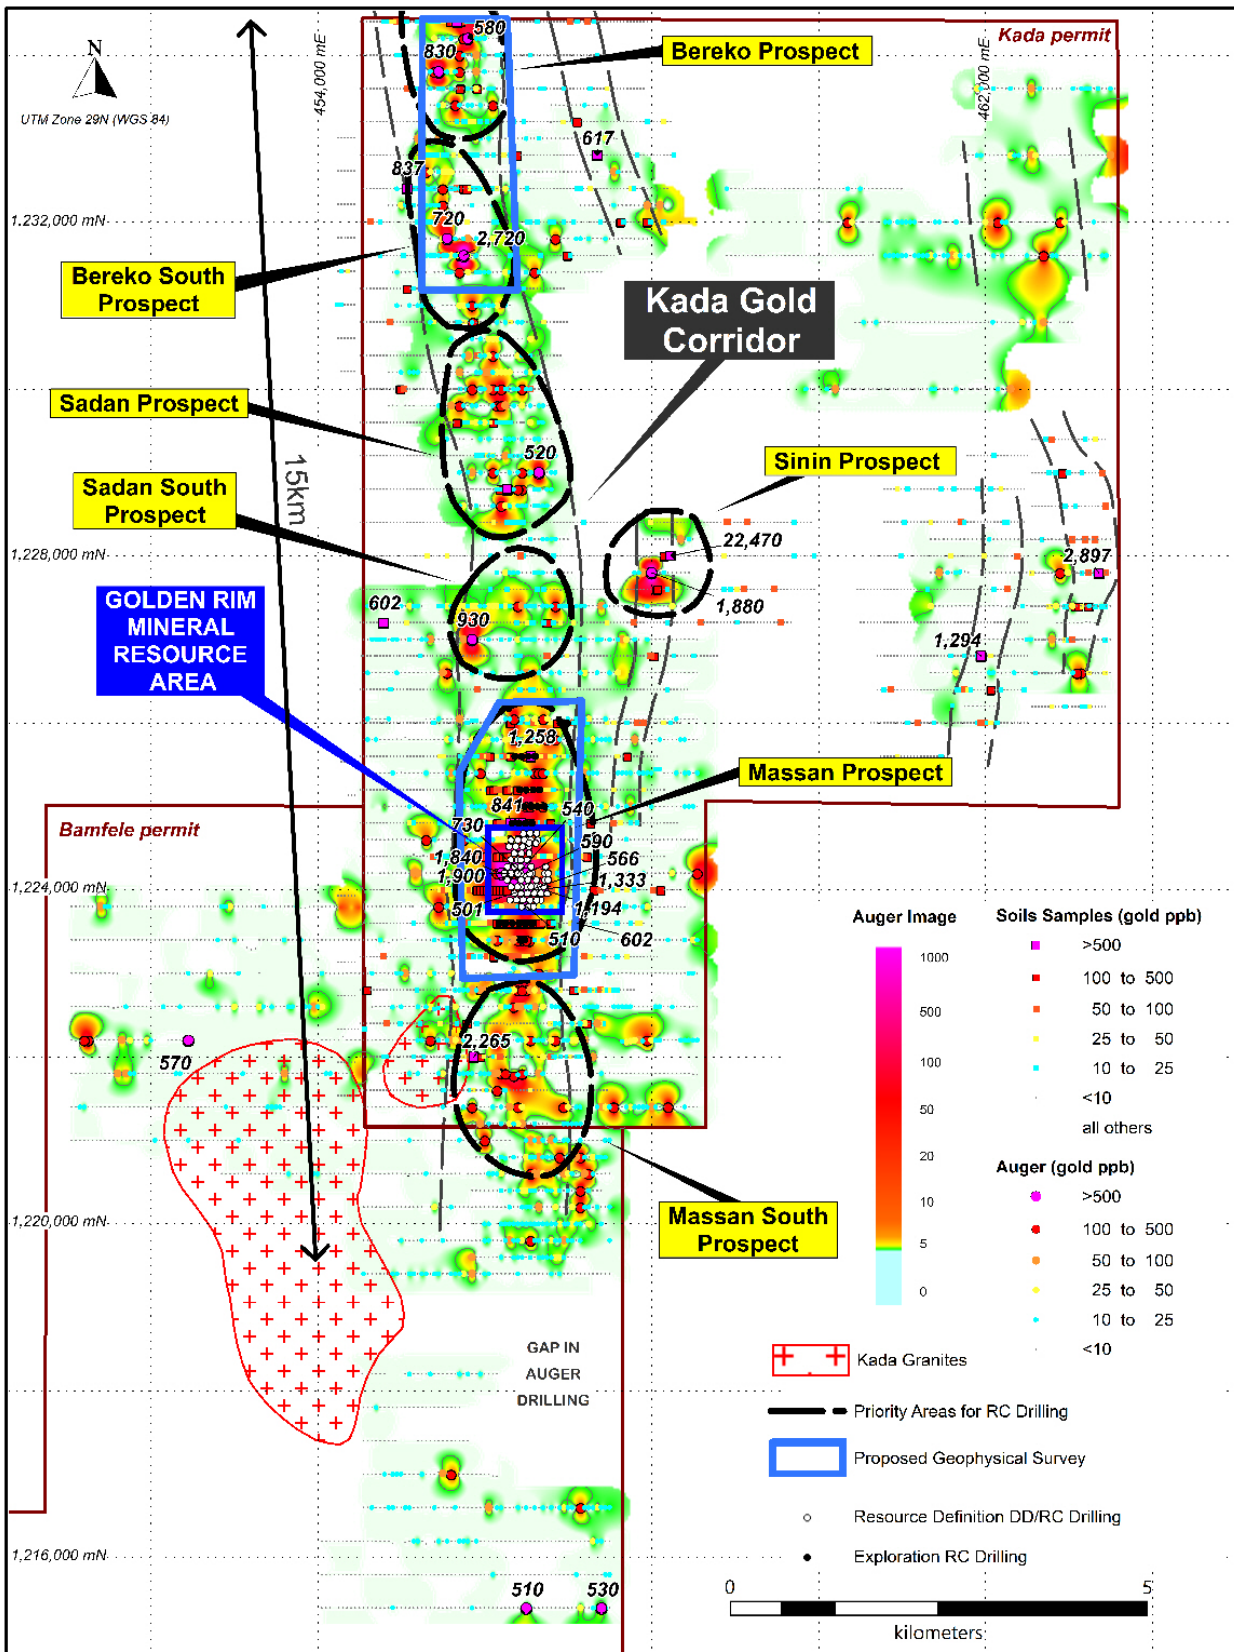 580
Bereko Prospect
Kada permit
830
N
454,000 mE
462,000 mE
UTM Zone 29N (WGS 84)
617
837
1,232,000 mN
720
2,720
Bereko South
Prospect
Kada Gold
Corridor
Sadan Prospect
15km
520
Sinin Prospect
Sadan South
Prospect
22,470
1,228,000 mN
2,897
GOLDEN RIM
MINERAL
RESOURCE
AREA
602
930
1,880
1,294
1,258
Massan Prospect
841
540
730
Bamfele permit
590
1,840
566
1,900
1,333
1,224,000 mN
501
1,194
510
602
Auger Image
1000
500
100
50
20
10
5
0
Soils Samples (gold ppb)
>500
100 to 500
50 to 100
25 to 50
10 to 25
<10
all others
Auger (gold ppb)
>500
100 to 500
50 to 100
25 to 50
10 to 25
<10
2,265
570
1,220,000 mN
Massan South
Prospect
GAP IN
AUGER
DRILLING
Kada Granites
Priority Areas for RC Drilling
Proposed Geophysical Survey
Resource Definition DD/RC Drilling
Exploration RC Drilling
1,216,000 mN
510
530
0
5
kilometers